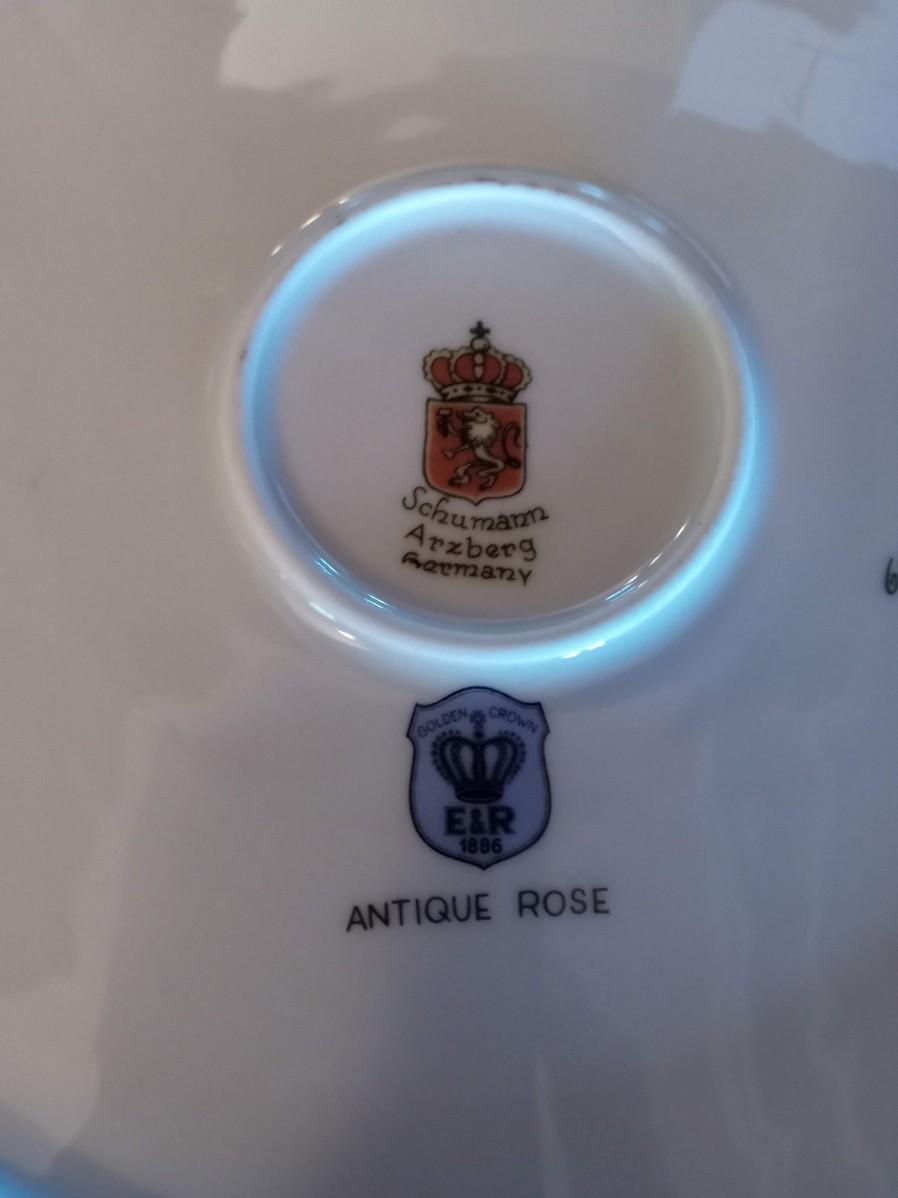 Schumann
Arzberg
Germany
GOLDEN CROWN
E&R
1886
ANTIQUE ROSE